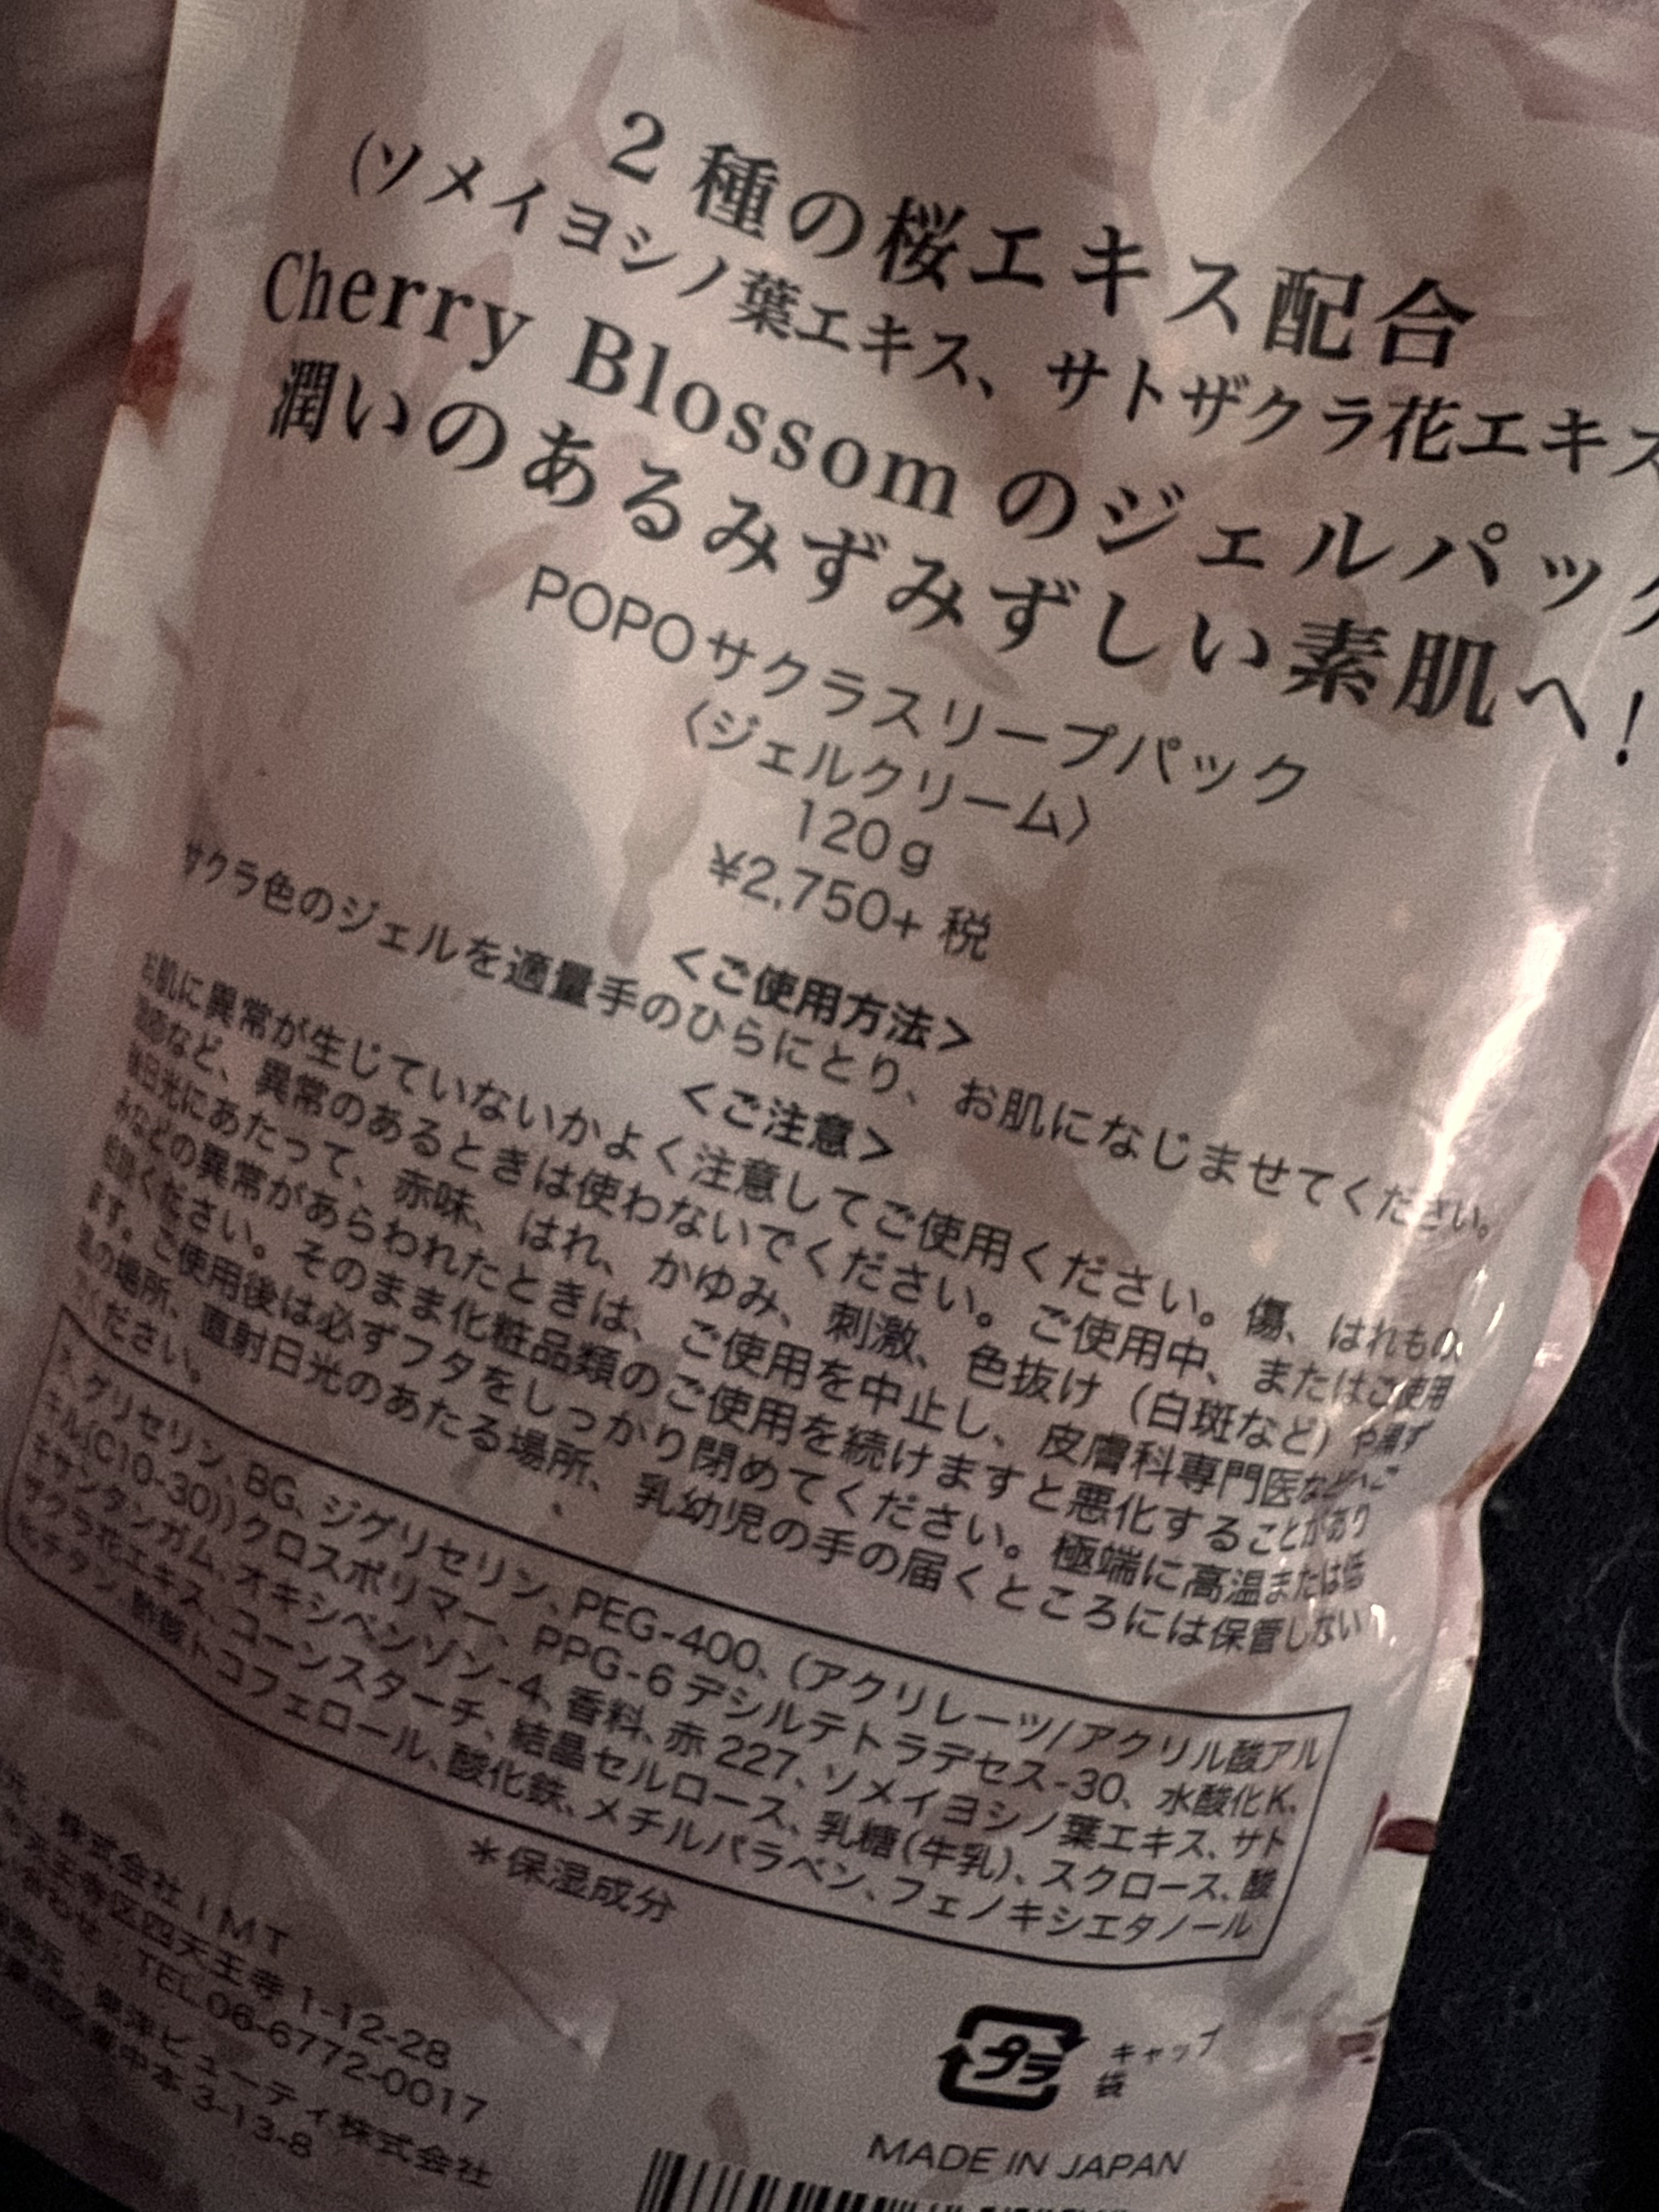 2種の桜エキス配合
(ソメイヨシノ葉エキス、サトザクラ花エキス
Cherry Blossomのジェルパック
潤いのあるみずみずしい素肌へ!
POPOサクラスリープパック
〈ジェルクリーム〉
120g
¥2,750+ 税
<ご使用方法>
サクラ色のジェルを適量手のひらにとり、お肌になじませてください。
<ご注意>
お肌に異常が生じていないかよく注意してご使用ください。傷、はれもの、
など、異常のあるときは使わないでください。ご使用中、またはご使用
日光にあたって、赤味、はれ、かゆみ、刺激、色抜け(白斑など)や黒ず
みなどの異常があらわれたときは、ご使用を中止し、皮膚科専門医などへご
ください。そのまま化粧品類のご使用を続けますと悪化することがあり
ます。ご使用後は必ずフタをしっかり閉めてください。極端に高温または低
温の場所、直射日光のあたる場所、乳幼児の手の届くところには保管しない
でください。
水、グリセリン、BG、ジグリセリン、PEG-400、(アクリレーツ/アクリル酸アル
キル(C10-30))クロスポリマー、PPG-6デシルテトラデセス-30、水酸化K、
キサンタンガム、オキシベンゾン-4、香料、赤227、ソメイヨシノ葉エキス、サト
ザクラ花エキス、コーンスターチ、結晶セルロース、乳糖(牛乳)、スクロース、酸
化チタン、酢酸トコフェロール、酸化鉄、メチルパラベン、フェノキシエタノール
*保湿成分
株式会社 IMT
天王寺区四天王寺 1-12-28
TEL06-6772-0017
東洋ビューティ株式会社
中本 3-13-8
プラ
キャップ
袋
MADE IN JAPAN